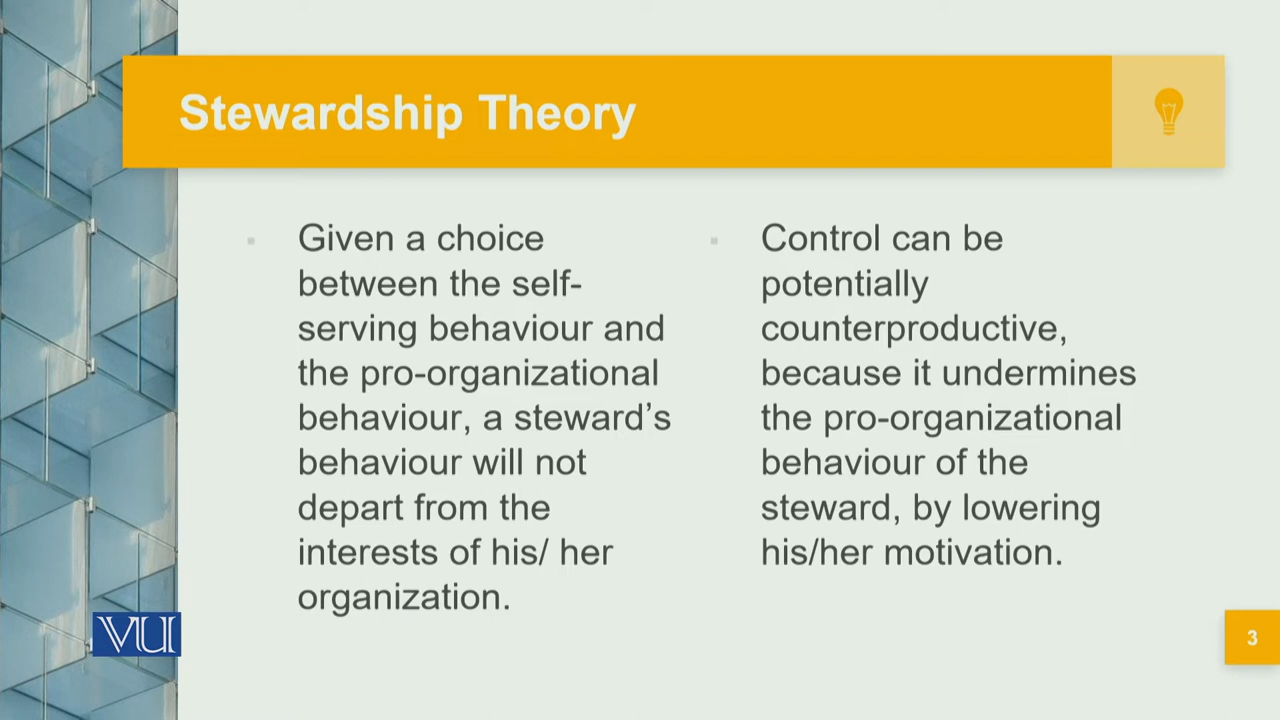 Stewardship Theory
Given a choice
between the self-
serving behaviour and
the pro-organizational
behaviour, a steward's
behaviour will not
depart from the
interests of his/ her
organization.
Control can be
potentially
counterproductive,
because it undermines
the pro-organizational
behaviour of the
steward, by lowering
his/her motivation.
VU
3